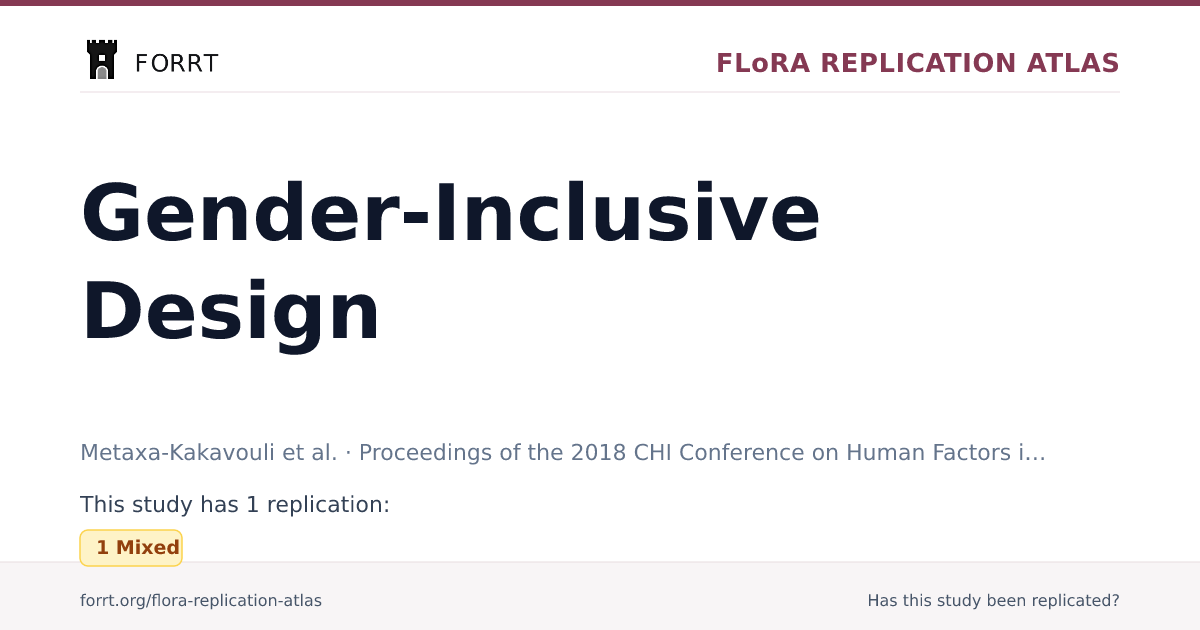 FORRT
FLoRA REPLICATION ATLAS
Gender-Inclusive
Design
Metaxa-Kakavouli et al. · Proceedings of the 2018 CHI Conference on Human Factors i…
This study has 1 replication:
1 Mixed
forrt.org/flora-replication-atlas
Has this study been replicated?